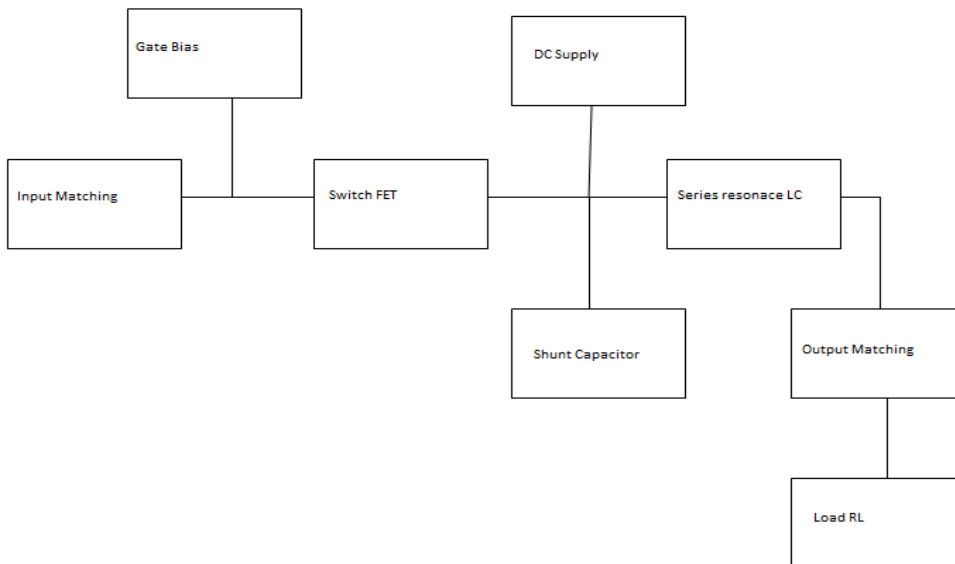 Gate Bias
DC Supply
Input Matching
Switch FET
Series resonace LC
Shunt Capacitor
Output Matching
Load RL